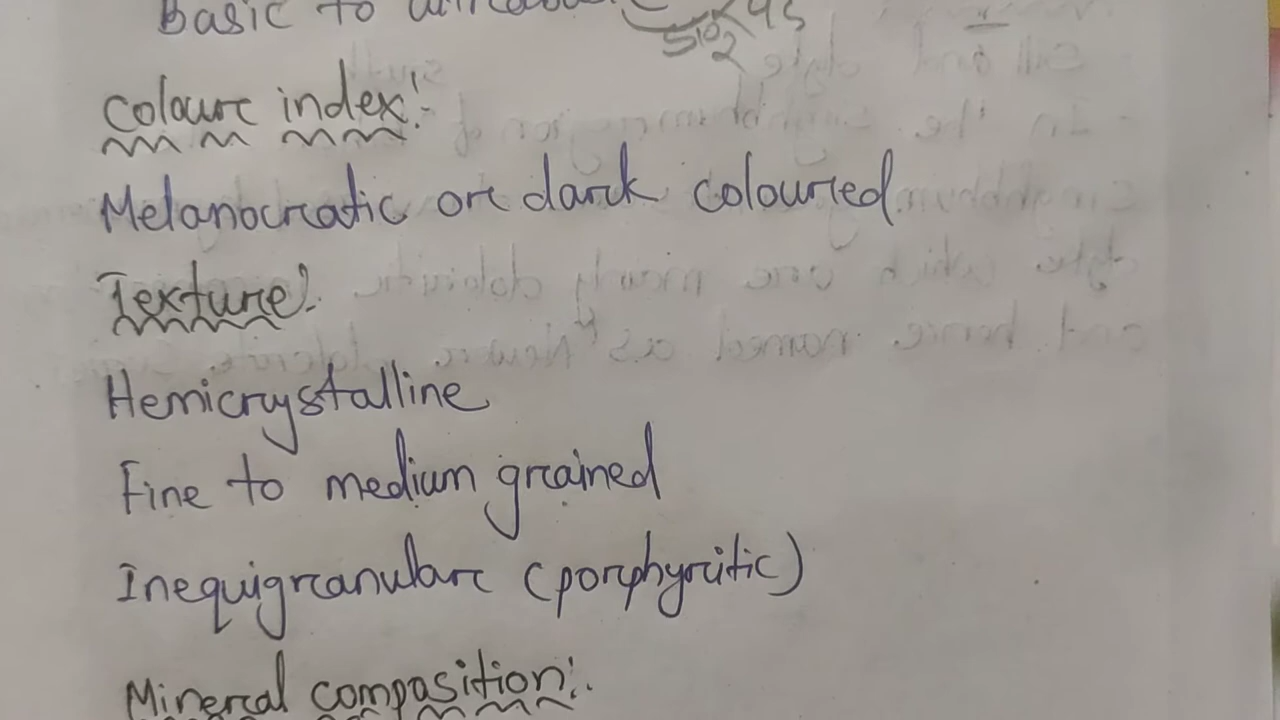 Basic to
SiO2 < 45
Colour index:-
Melanocratic or dark coloured.
Texture:-
Hemicrystalline
Fine to medium grained
Inequigranular (porphyritic)
Mineral composition:-